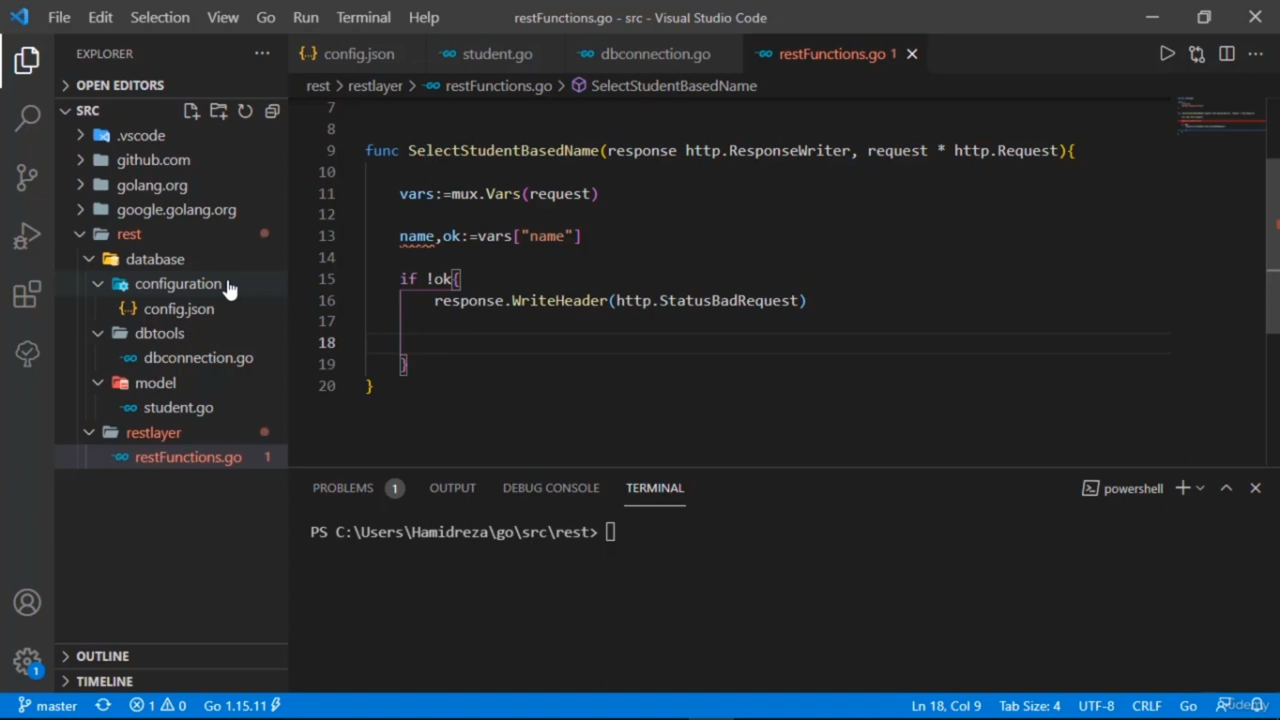 File Edit Selection View Go Run Terminal Help restFunctions.go - src - Visual Studio Code
EXPLORER
OPEN EDITORS
SRC
.vscode
github.com
golang.org
google.golang.org
rest
database
configuration
config.json
dbtools
dbconnection.go
model
student.go
restlayer
restFunctions.go 1
OUTLINE
TIMELINE
{..} config.json student.go dbconnection.go restFunctions.go 1
rest > restlayer > restFunctions.go > SelectStudentBasedName
7
8
9 func SelectStudentBasedName(response http.ResponseWriter, request * http.Request){
10
11 vars:=mux.Vars(request)
12
13 name,ok:=vars["name"]
14
15 if !ok{
16 response.WriteHeader(http.StatusBadRequest)
17
18
19 }
20 }
PROBLEMS 1 OUTPUT DEBUG CONSOLE TERMINAL powershell
PS C:\Users\Hamidreza\go\src\rest>
1
master 1 0 Go 1.15.11 Ln 18, Col 9 Tab Size: 4 UTF-8 CRLF Go
Udemy